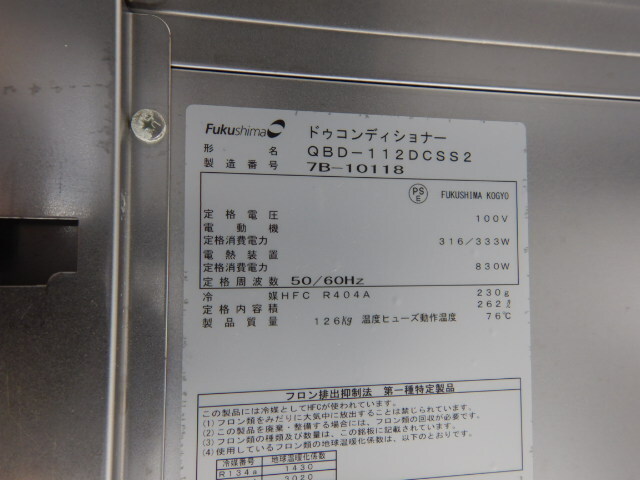 Fukushima ドゥコンディショナー
形名 QBD-112DCSS2
製造番号 7B-10118
PS E FUKUSHIMA KOGYO
定格電圧 100V
電動機
定格消費電力 316/333W
電熱装置
定格消費電力 830W
定格周波数 50/60Hz
冷媒 HFC R404A 230g
定格内容積 262ℓ
製品質量 126kg 温度ヒューズ動作温度 76℃
フロン排出抑制法 第一種特定製品
この製品には冷媒としてHFCが使われています。
(1) フロン類をみだりに大気中に放出することは禁じられています。
(2) この製品を廃棄・整備する場合には、フロン類の回収が必要です。
(3) フロン類の種類及び数量は、この銘板に記載されています。
(4) 使用しているフロン類の地球温暖化係数は、以下のとおりです。
冷媒番号 地球温暖化係数
R134a 1430
3020